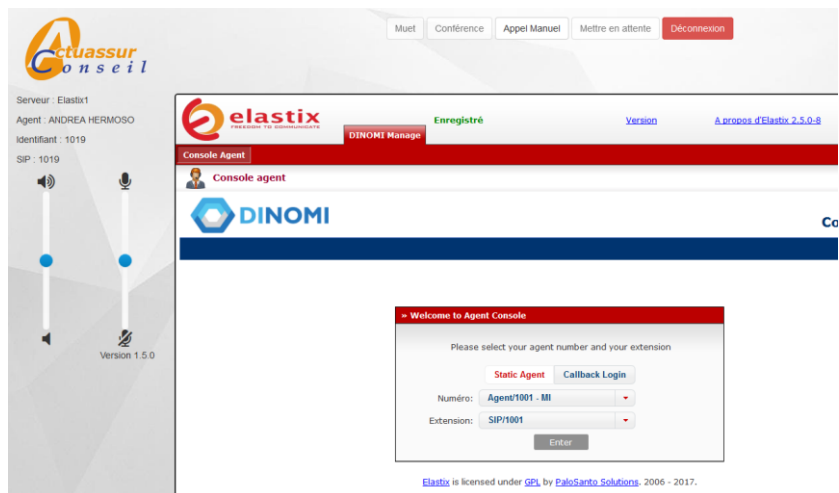 Actuassur
Conseil
Muet Conférence Appel Manuel Mettre en attente Déconnexion
Serveur : Elastix1
Agent : ANDREA HERMOSO
Identifiant : 1019
SIP : 1019
Version 1.5.0
elastix
FREEDOM TO COMMUNICATE
DINOMI Manage
Enregistré
Version
A propos d'Elastix 2.5.0-8
Console Agent
Console agent
DINOMI
Co
» Welcome to Agent Console
Please select your agent number and your extension
Static Agent Callback Login
Numéro: Agent/1001 - MI
Extension: SIP/1001
Enter
Elastix is licensed under GPL by PaloSanto Solutions. 2006 - 2017.